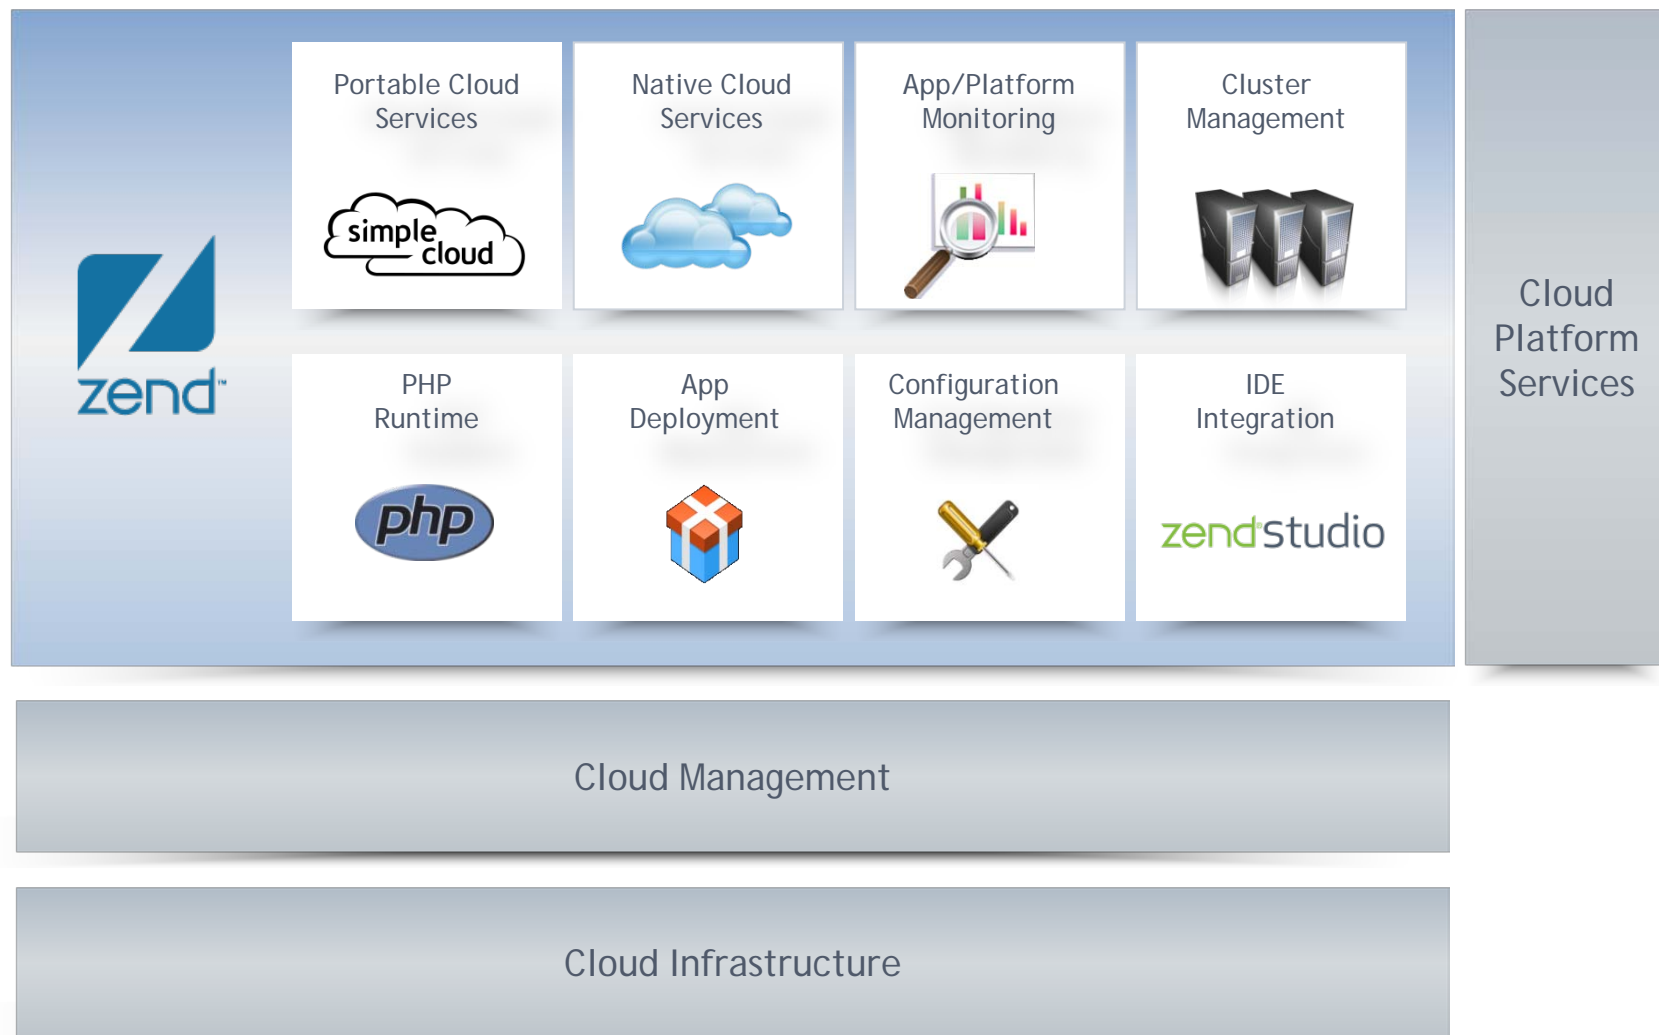 Portable Cloud
Services
simple
cloud
Native Cloud
Services
App/Platform
Monitoring
Cluster
Management
zend™
PHP
Runtime
php
App
Deployment
Configuration
Management
IDE
Integration
zend studio
Cloud
Platform
Services
Cloud Management
Cloud Infrastructure